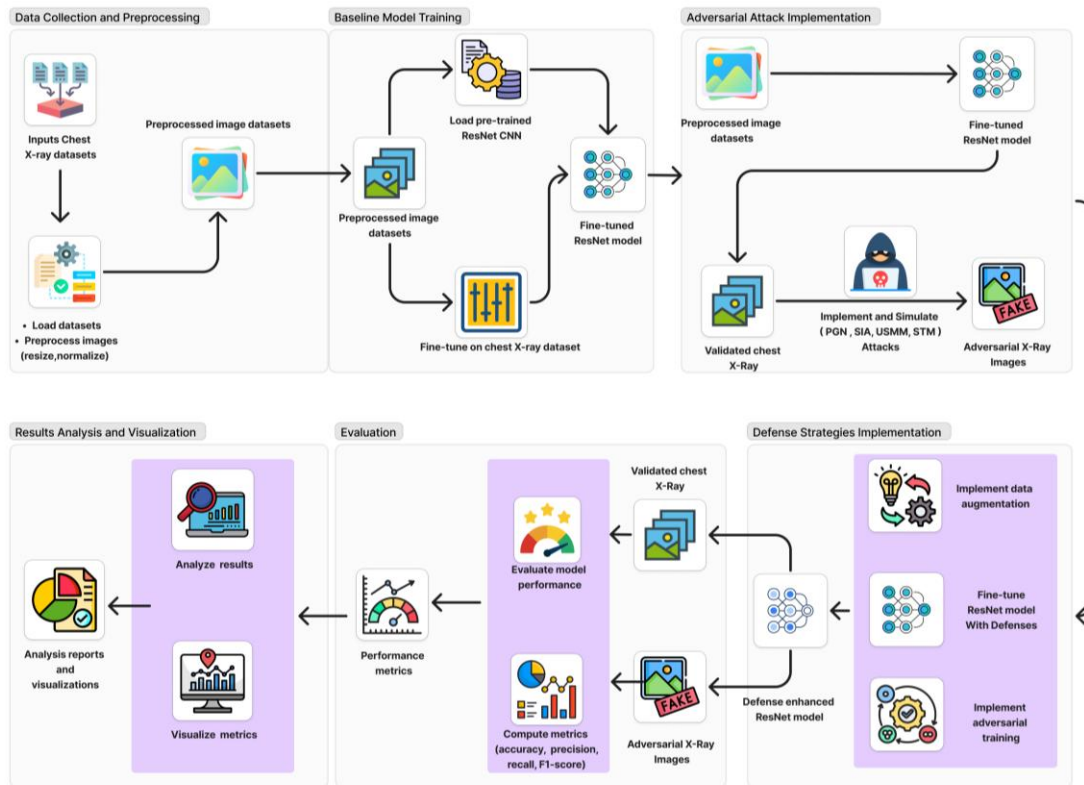 Data Collection and Preprocessing
Inputs Chest
X-ray datasets
• Load datasets
• Preprocess images
(resize,normalize)
Preprocessed image datasets
Baseline Model Training
Preprocessed image
datasets
Load pre-trained
ResNet CNN
Fine-tune on chest X-ray dataset
Fine-tuned
ResNet model
Adversarial Attack Implementation
Preprocessed image
datasets
Fine-tuned
ResNet model
Validated chest
X-Ray
Implement and Simulate
( PGN , SIA, USMM, STM )
Attacks
FAKE
Adversarial X-Ray
Images
Results Analysis and Visualization
Analyze results
Visualize metrics
Analysis reports
and
visualizations
Evaluation
Validated chest
X-Ray
Evaluate model
performance
Performance
metrics
Compute metrics
(accuracy, precision,
recall, F1-score)
FAKE
Adversarial X-Ray
Images
Defense Strategies Implementation
Implement data
augmentation
Fine-tune
ResNet model
With Defenses
Implement
adversarial
training
Defense enhanced
ResNet model